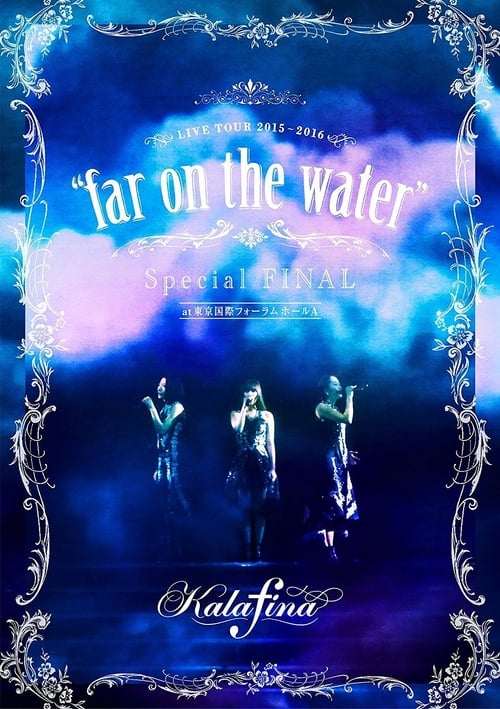 LIVE TOUR 2015~2016
"far on the water"
Special FINAL
at 東京国際フォーラム ホールA
Kalafina